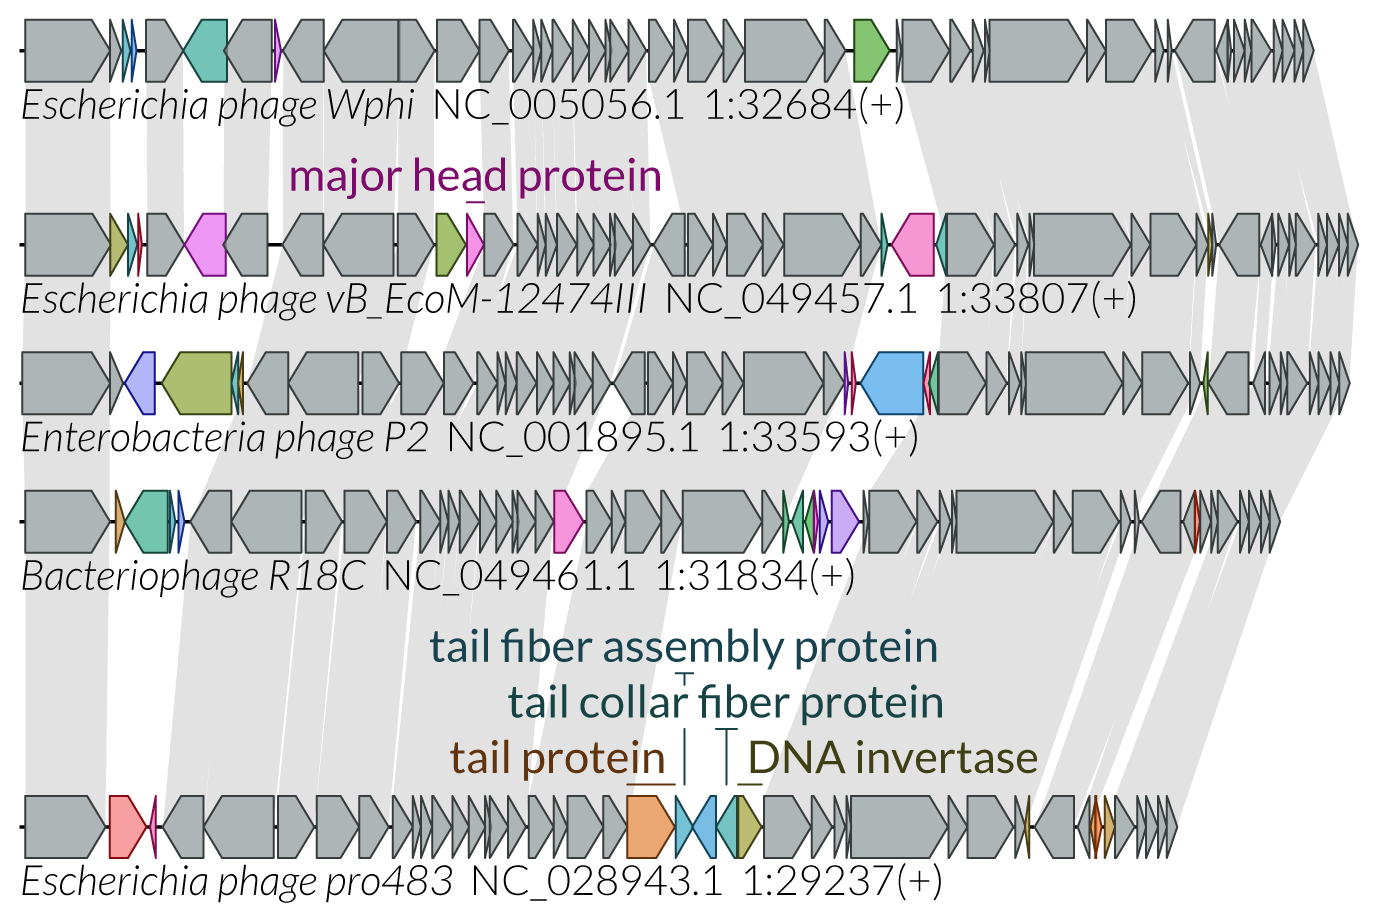 Escherichia phage Wphi NC_005056.1 1:32684(+)
major head protein
Escherichia phage vB_EcoM-12474III NC_049457.1 1:33807(+)
Enterobacteria phage P2 NC_001895.1 1:33593(+)
Bacteriophage R18C NC_049461.1 1:31834(+)
tail fiber assembly protein
tail collar fiber protein
tail protein DNA invertase
Escherichia phage pro483 NC_028943.1 1:29237(+)